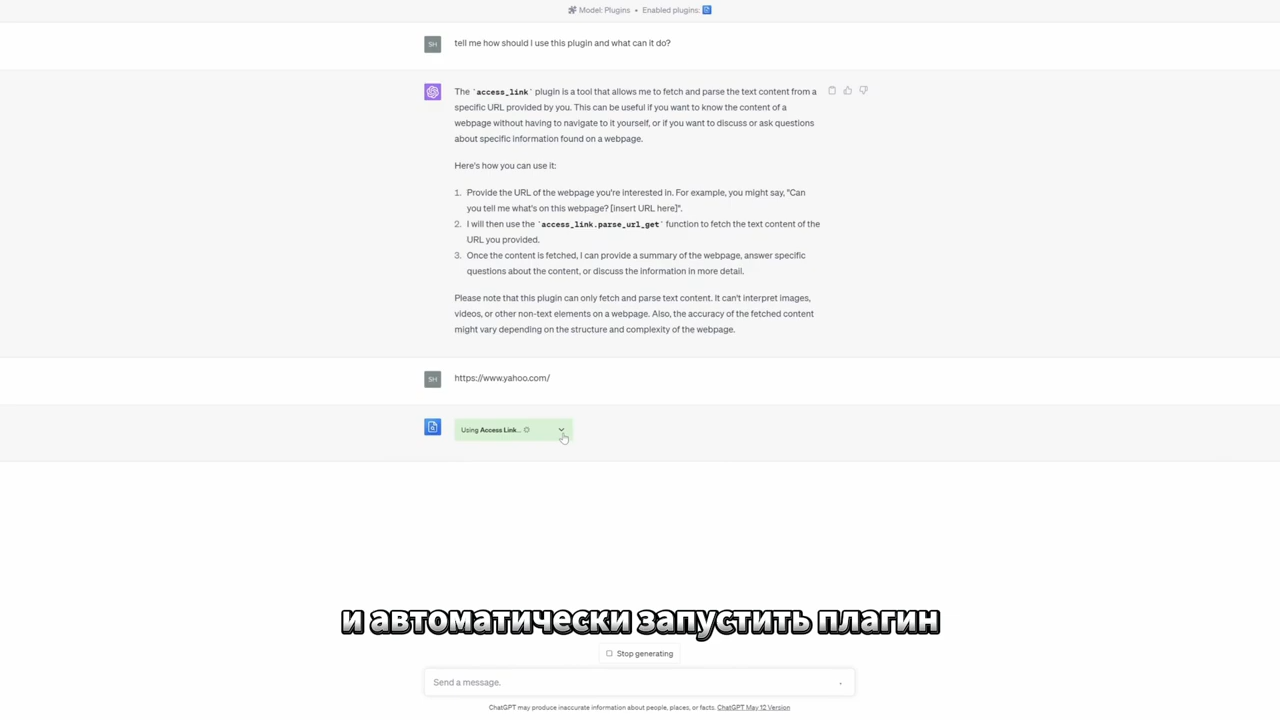 Model: Plugins • Enabled plugins:
SH
tell me how should I use this plugin and what can it do?
The `access_link` plugin is a tool that allows me to fetch and parse the text content from a
specific URL provided by you. This can be useful if you want to know the content of a
webpage without having to navigate to it yourself, or if you want to discuss or ask questions
about specific information found on a webpage.
Here's how you can use it:
1. Provide the URL of the webpage you're interested in. For example, you might say, "Can
you tell me what's on this webpage? [insert URL here]".
2. I will then use the `access_link.parse_url_get` function to fetch the text content of the
URL you provided.
3. Once the content is fetched, I can provide a summary of the webpage, answer specific
questions about the content, or discuss the information in more detail.
Please note that this plugin can only fetch and parse text content. It can't interpret images,
videos, or other non-text elements on a webpage. Also, the accuracy of the fetched content
might vary depending on the structure and complexity of the webpage.
SH
https://www.yahoo.com/
Using Access Link...
и автоматически запустить плагин
Stop generating
Send a message.
ChatGPT may produce inaccurate information about people, places, or facts. ChatGPT May 12 Version